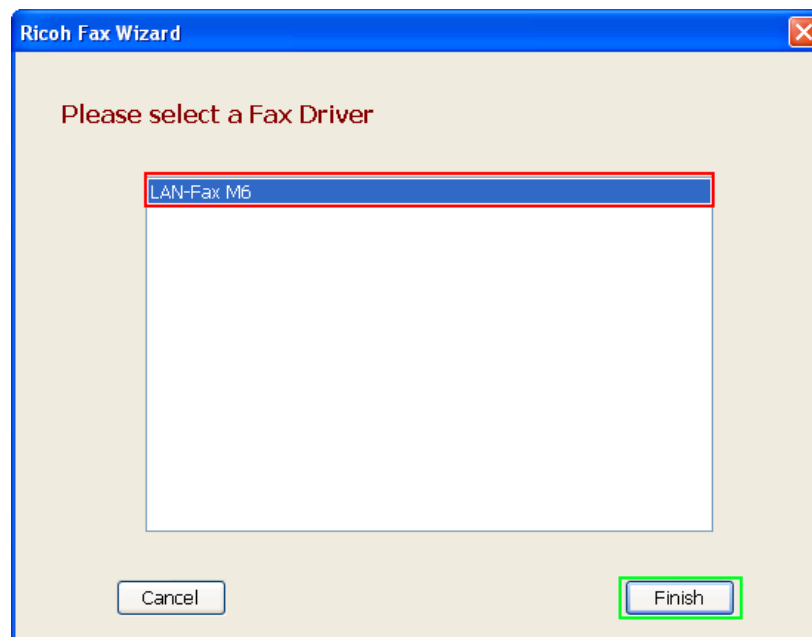 Ricoh Fax Wizard
Please select a Fax Driver
LAN-Fax M6
Cancel
Finish